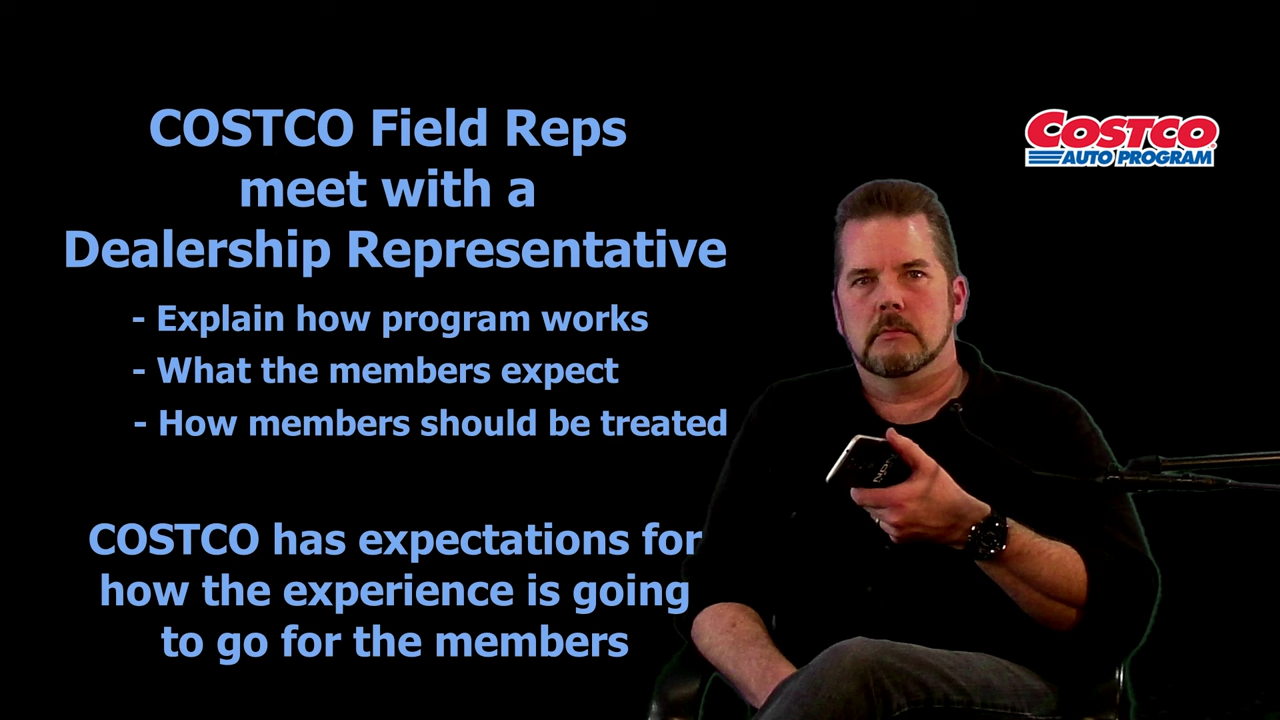 COSTCO Field Reps
meet with a
Dealership Representative
- Explain how program works
- What the members expect
- How members should be treated
COSTCO has expectations for
how the experience is going
to go for the members
COSTCO
AUTO PROGRAM